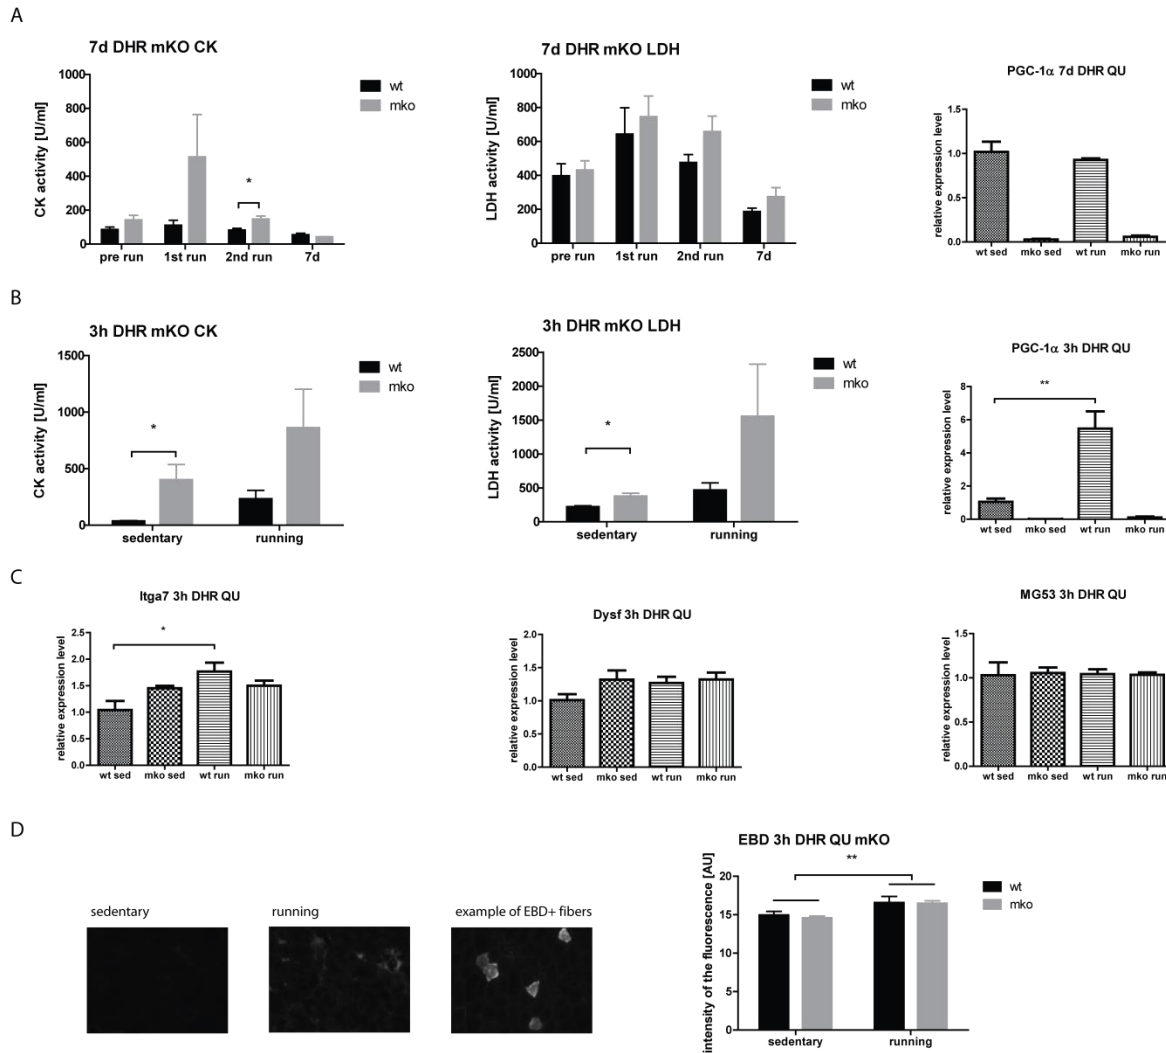 A
7d DHR mKO CK
CK activity [U/ml]
1000
800
600
400
200
0
*
pre run 1st run 2nd run 7d
wt
mko
7d DHR mKO LDH
LDH activity [U/ml]
1000
800
600
400
200
0
pre run 1st run 2nd run 7d
wt
mko
PGC-1α 7d DHR QU
relative expression level
1.5
1.0
0.5
0.0
wt sed mko sed wt run mko run
B
3h DHR mKO CK
CK activity [U/ml]
1500
1000
500
0
*
sedentary running
wt
mko
3h DHR mKO LDH
LDH activity [U/ml]
2500
2000
1500
1000
500
0
*
sedentary running
wt
mko
PGC-1α 3h DHR QU
relative expression level
8
6
4
2
0
**
wt sed mko sed wt run mko run
C
Itga7 3h DHR QU
relative expression level
2.5
2.0
1.5
1.0
0.5
0.0
*
wt sed mko sed wt run mko run
Dysf 3h DHR QU
relative expression level
2.0
1.5
1.0
0.5
0.0
wt sed mko sed wt run mko run
MG53 3h DHR QU
relative expression level
1.5
1.0
0.5
0.0
wt sed mko sed wt run mko run
D
sedentary
running
example of EBD+ fibers
EBD 3h DHR QU mKO
intensity of the fluorescence [AU]
20
15
10
5
0
**
sedentary running
wt
mko